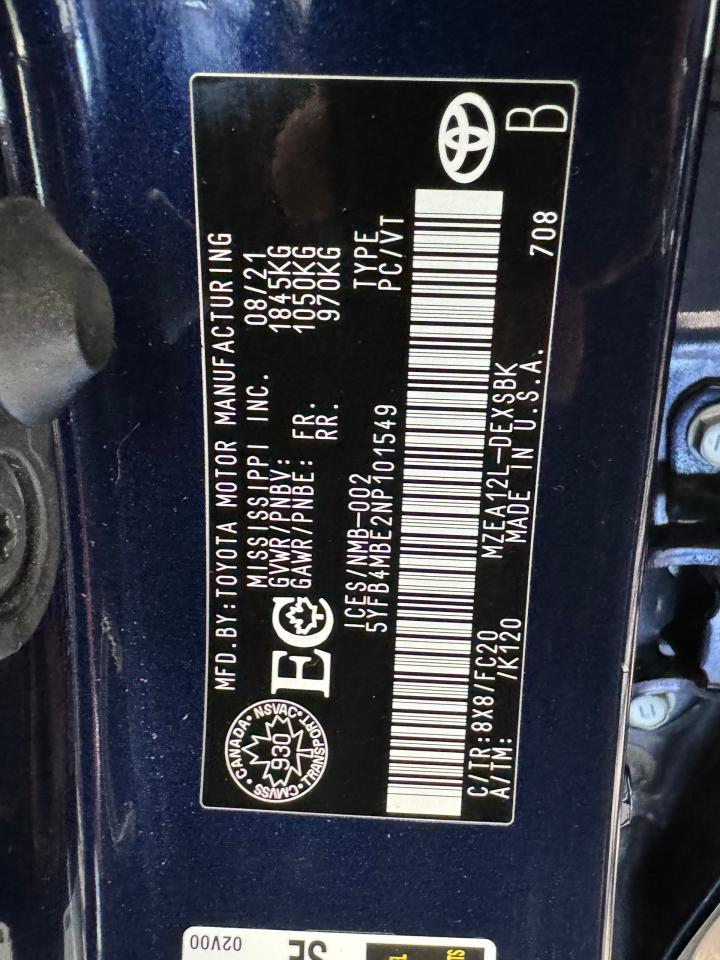 MFD.BY:TOYOTA MOTOR MANUFACTURING
MISSISSIPPI INC. 08/21
GVWR/PNBV: 1845KG
GAWR/PNBE: FR. 1050KG
RR. 970KG
CANADA • NSVAC • TRANSPORT • CMVSS
930
EC
ICES/NMB-002 TYPE
5YFB4MBE2NP101549 PC/VT
C/TR:8X8/FC20 MZEA12L-DEXSBK
A/TM: /K120 MADE IN U.S.A. 708
B
02V00